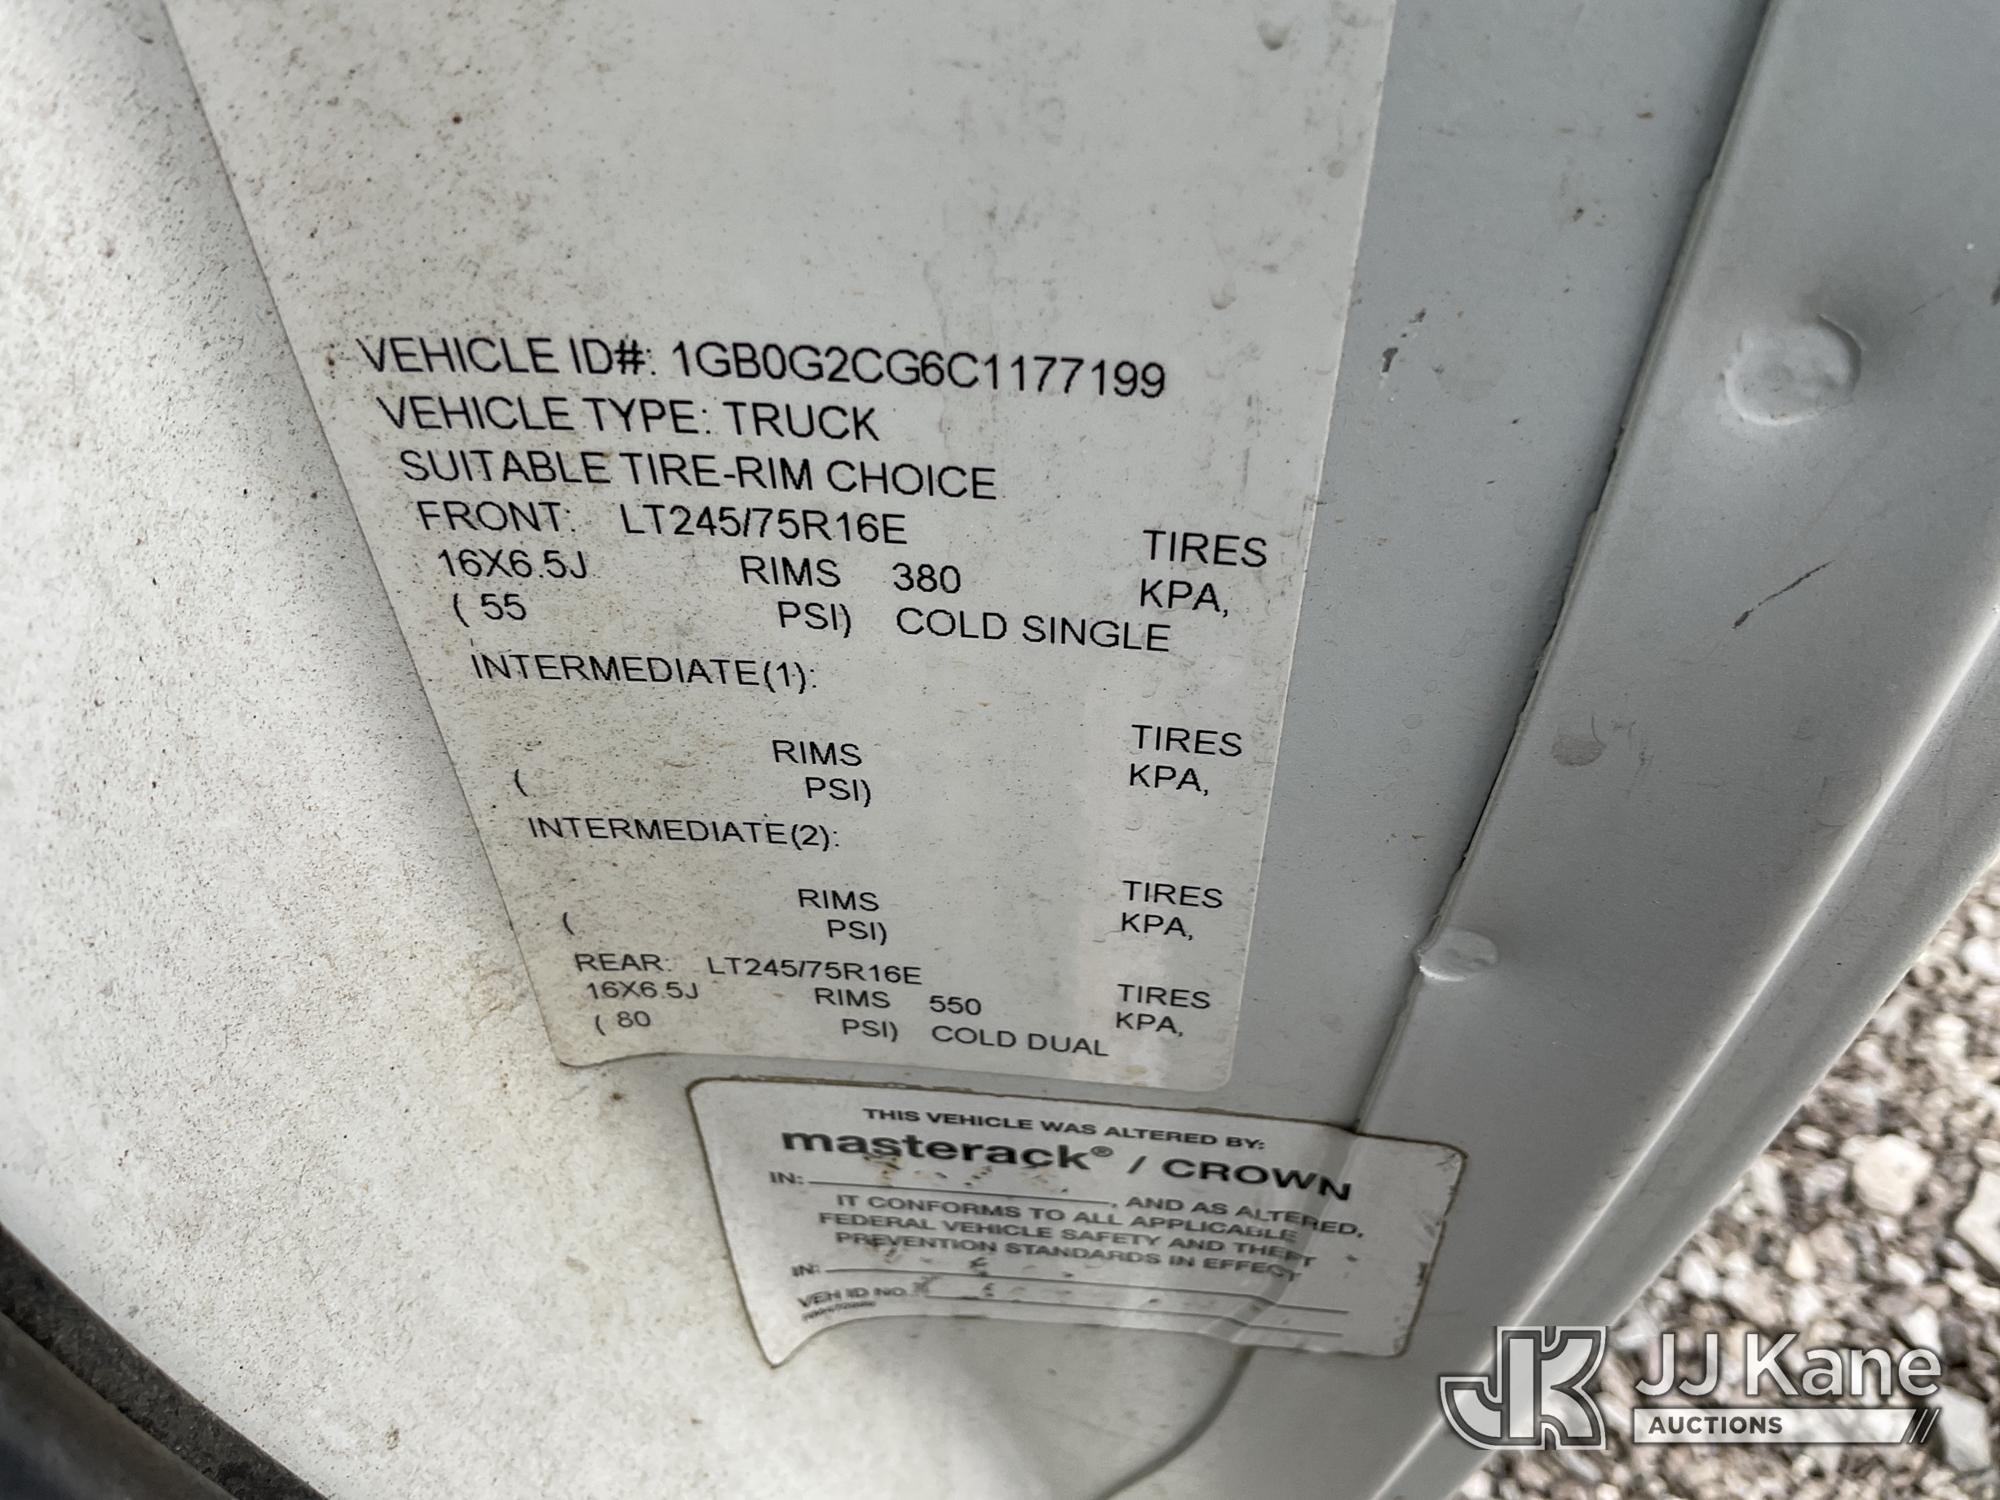 VEHICLE ID#: 1GB0G2CG6C1177199
VEHICLE TYPE: TRUCK
SUITABLE TIRE-RIM CHOICE
FRONT: LT245/75R16E TIRES
16X6.5J RIMS 380 KPA,
( 55 PSI) COLD SINGLE
INTERMEDIATE(1):
TIRES
RIMS KPA,
( PSI)
INTERMEDIATE(2):
TIRES
RIMS KPA,
( PSI)
REAR: LT245/75R16E TIRES
16X6.5J RIMS 550 KPA,
( 80 PSI) COLD DUAL
THIS VEHICLE WAS ALTERED BY:
masterack® / CROWN
IN: , AND AS ALTERED,
IT CONFORMS TO ALL APPLICABLE
FEDERAL VEHICLE SAFETY AND THEFT
PREVENTION STANDARDS IN EFFECT
IN:
VEH ID NO.
JK JJ Kane
AUCTIONS